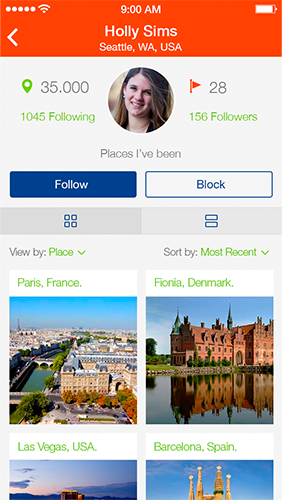 9:00 AM
Holly Sims
Seattle, WA, USA
35.000
28
1045 Following
156 Followers
Places I've been
Follow
Block
View by: Place
Sort by: Most Recent
Paris, France.
Fionia, Denmark.
Las Vegas, USA.
Barcelona, Spain.